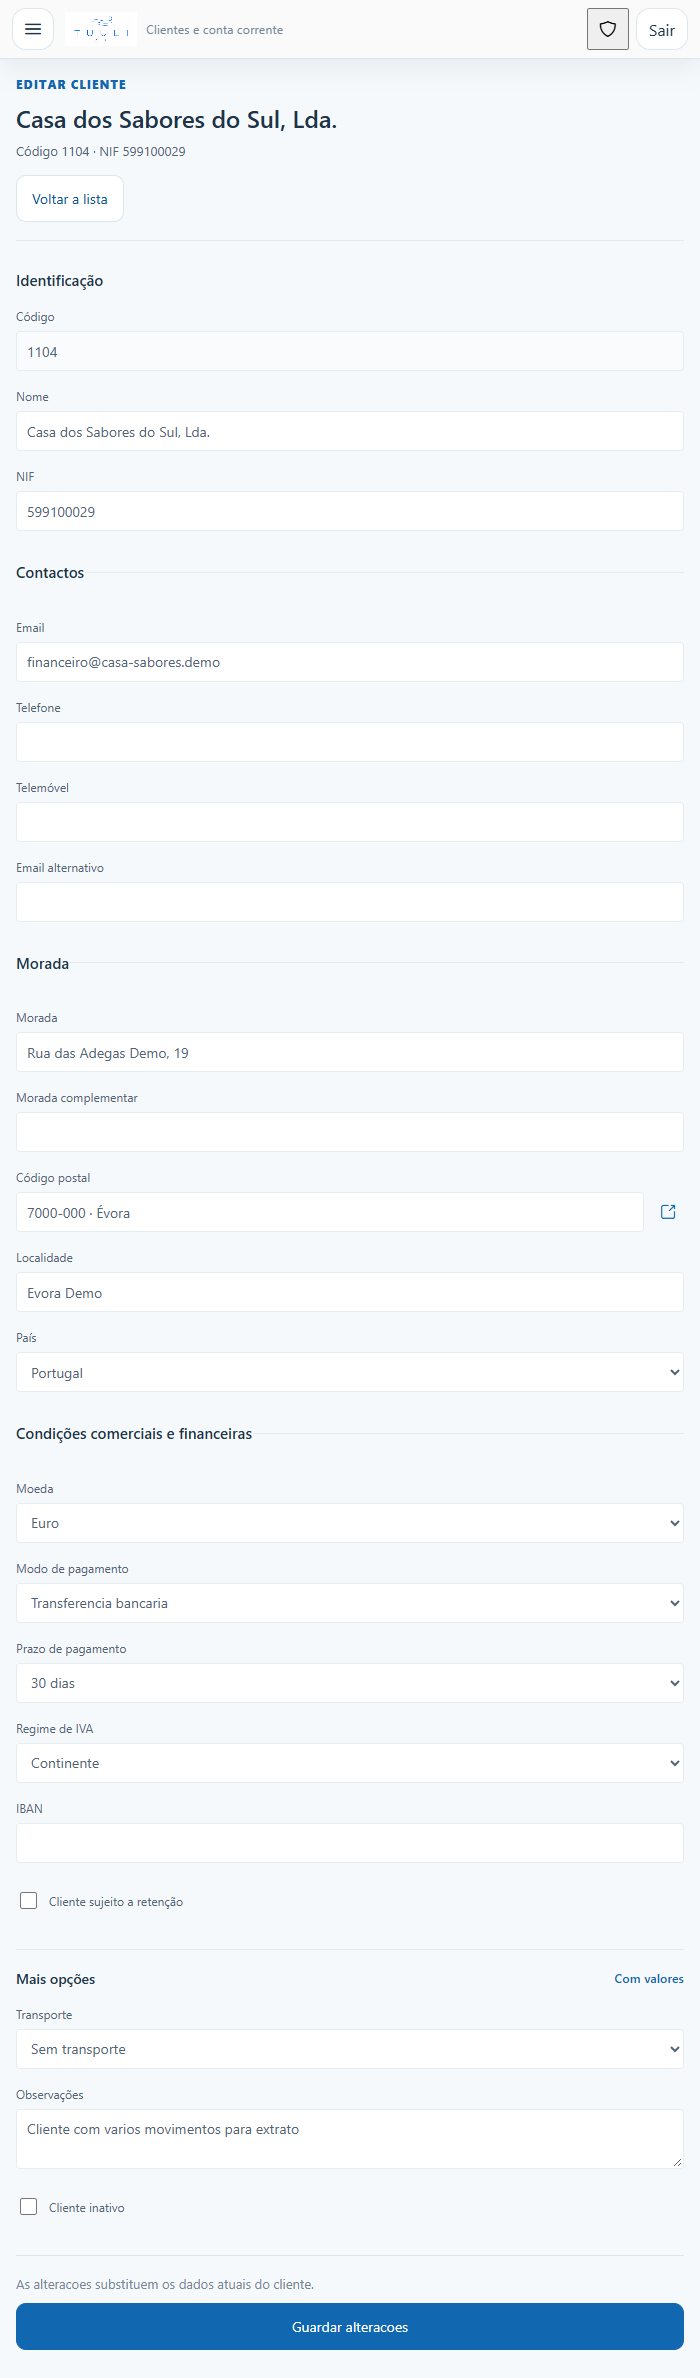 Clientes e conta corrente
Sair
EDITAR CLIENTE
Casa dos Sabores do Sul, Lda.
Código 1104 · NIF 599100029
Voltar a lista
Identificação
Código
1104
Nome
Casa dos Sabores do Sul, Lda.
NIF
599100029
Contactos
Email
financeiro@casa-sabores.demo
Telefone
Telemóvel
Email alternativo
Morada
Morada
Rua das Adegas Demo, 19
Morada complementar
Código postal
7000-000 · Évora
Localidade
Evora Demo
País
Portugal
Condições comerciais e financeiras
Moeda
Euro
Modo de pagamento
Transferencia bancaria
Prazo de pagamento
30 dias
Regime de IVA
Continente
IBAN
Cliente sujeito a retenção
Mais opções
Com valores
Transporte
Sem transporte
Observações
Cliente com varios movimentos para extrato
Cliente inativo
As alteracoes substituem os dados atuais do cliente.
Guardar alteracoes